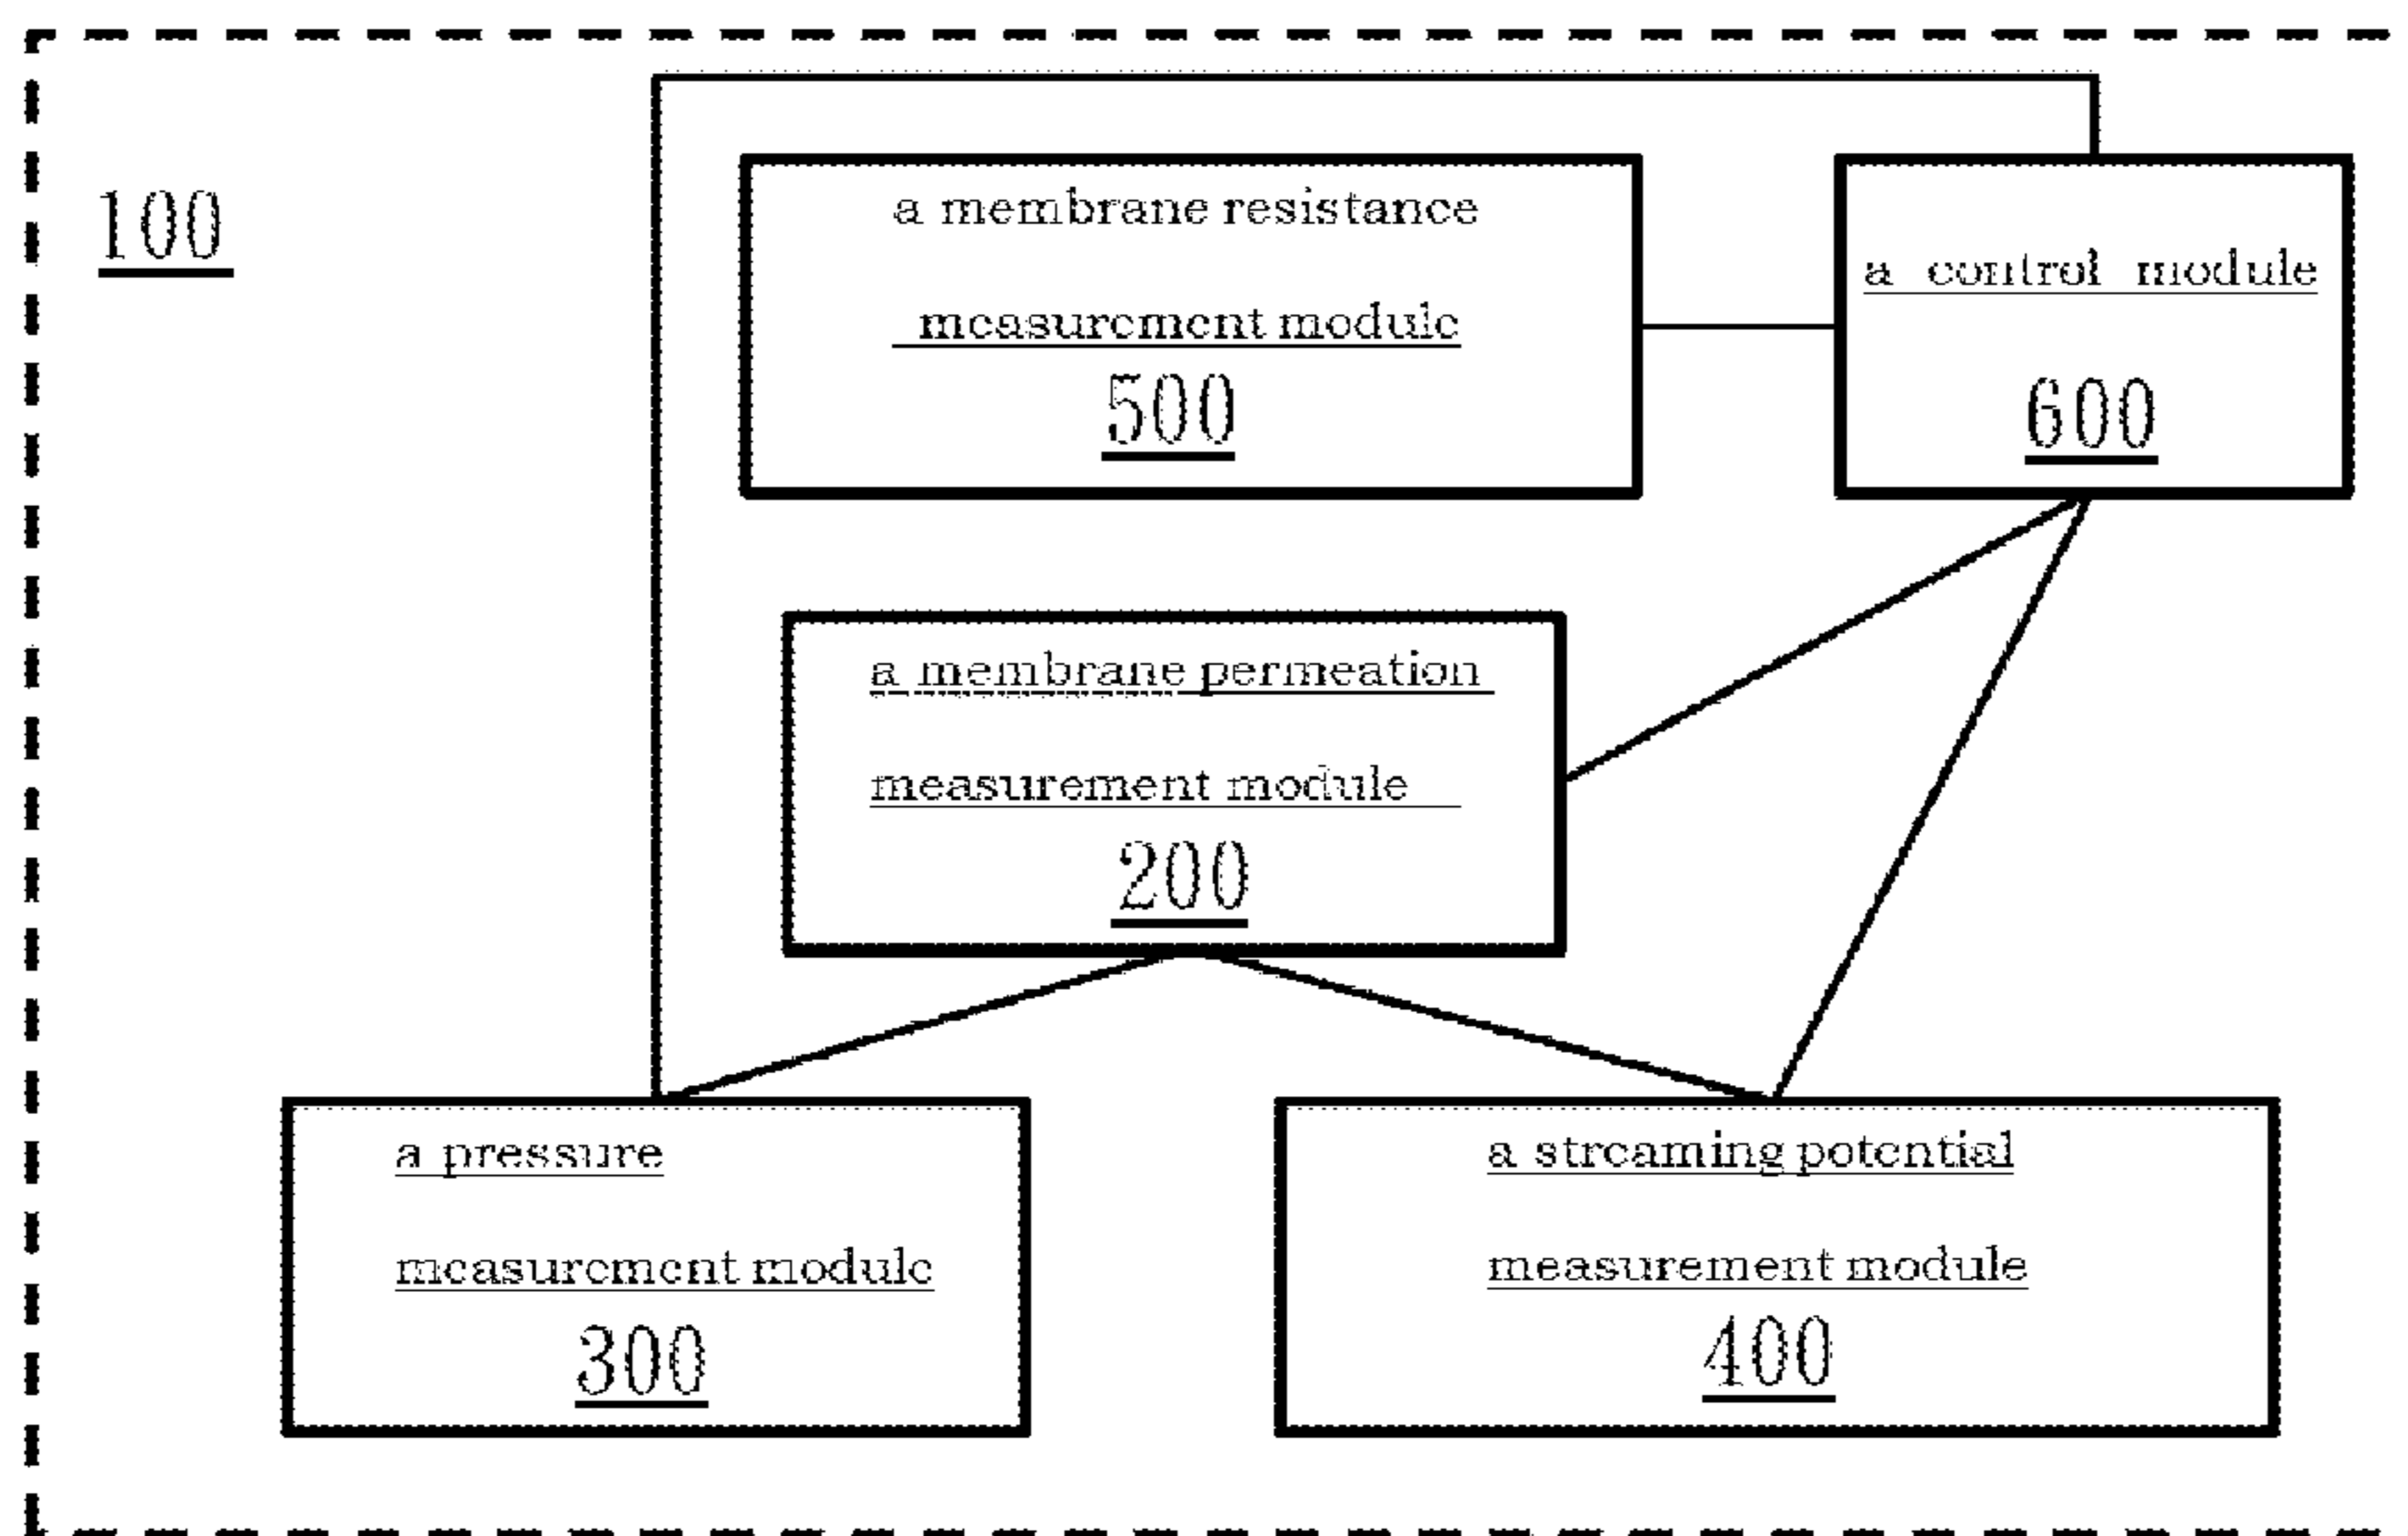 100
a membrane resistance
measurement module
500
a control module
600
a membrane permeation
measurement module
200
a pressure
measurement module
300
a streaming potential
measurement module
400